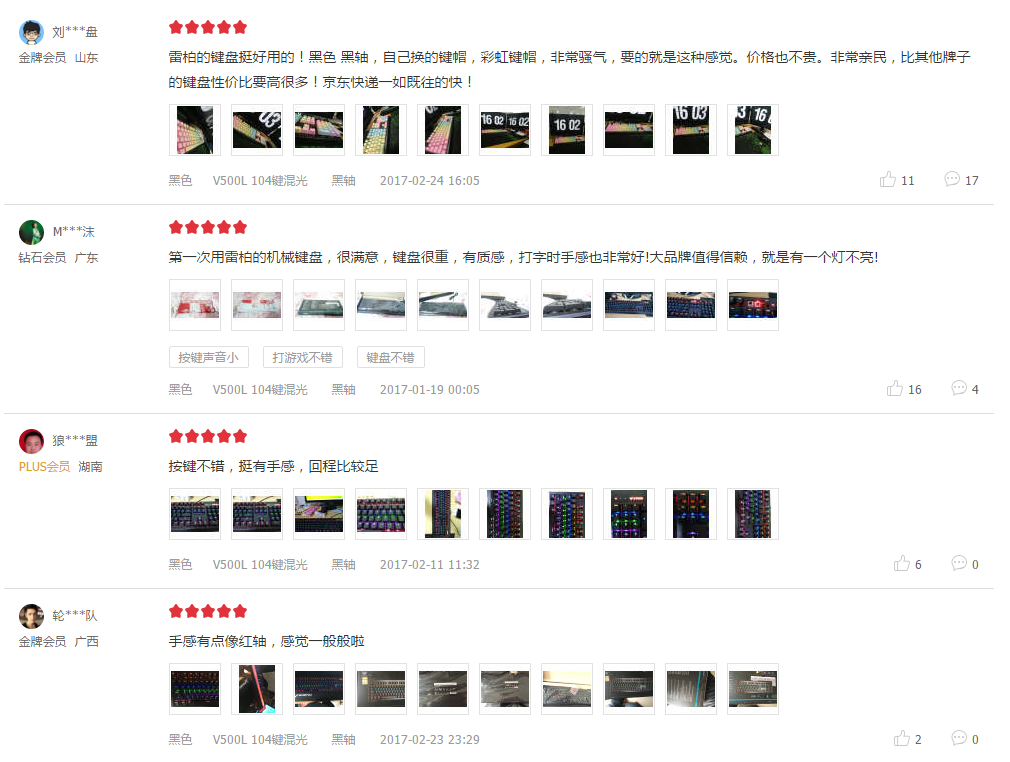 刘***盘
金牌会员 山东
雷柏的键盘挺好用的！黑色 黑轴，自己换的键帽，彩虹键帽，非常骚气，要的就是这种感觉。价格也不贵。非常亲民，比其他牌子
的键盘性价比要高很多！京东快递一如既往的快！
16 02 16 02
16 02
16 03
黑色 V500L 104键混光 黑轴 2017-02-24 16:05 11 17
M***沫
钻石会员 广东
第一次用雷柏的机械键盘，很满意，键盘很重，有质感，打字时手感也非常好!大品牌值得信赖，就是有一个灯不亮!
按键声音小 打游戏不错 键盘不错
黑色 V500L 104键混光 黑轴 2017-01-19 00:05 16 4
狼***盟
PLUS会员 湖南
按键不错，挺有手感，回程比较足
黑色 V500L 104键混光 黑轴 2017-02-11 11:32 6 0
轮***队
金牌会员 广西
手感有点像红轴，感觉一般般啦
黑色 V500L 104键混光 黑轴 2017-02-23 23:29 2 0